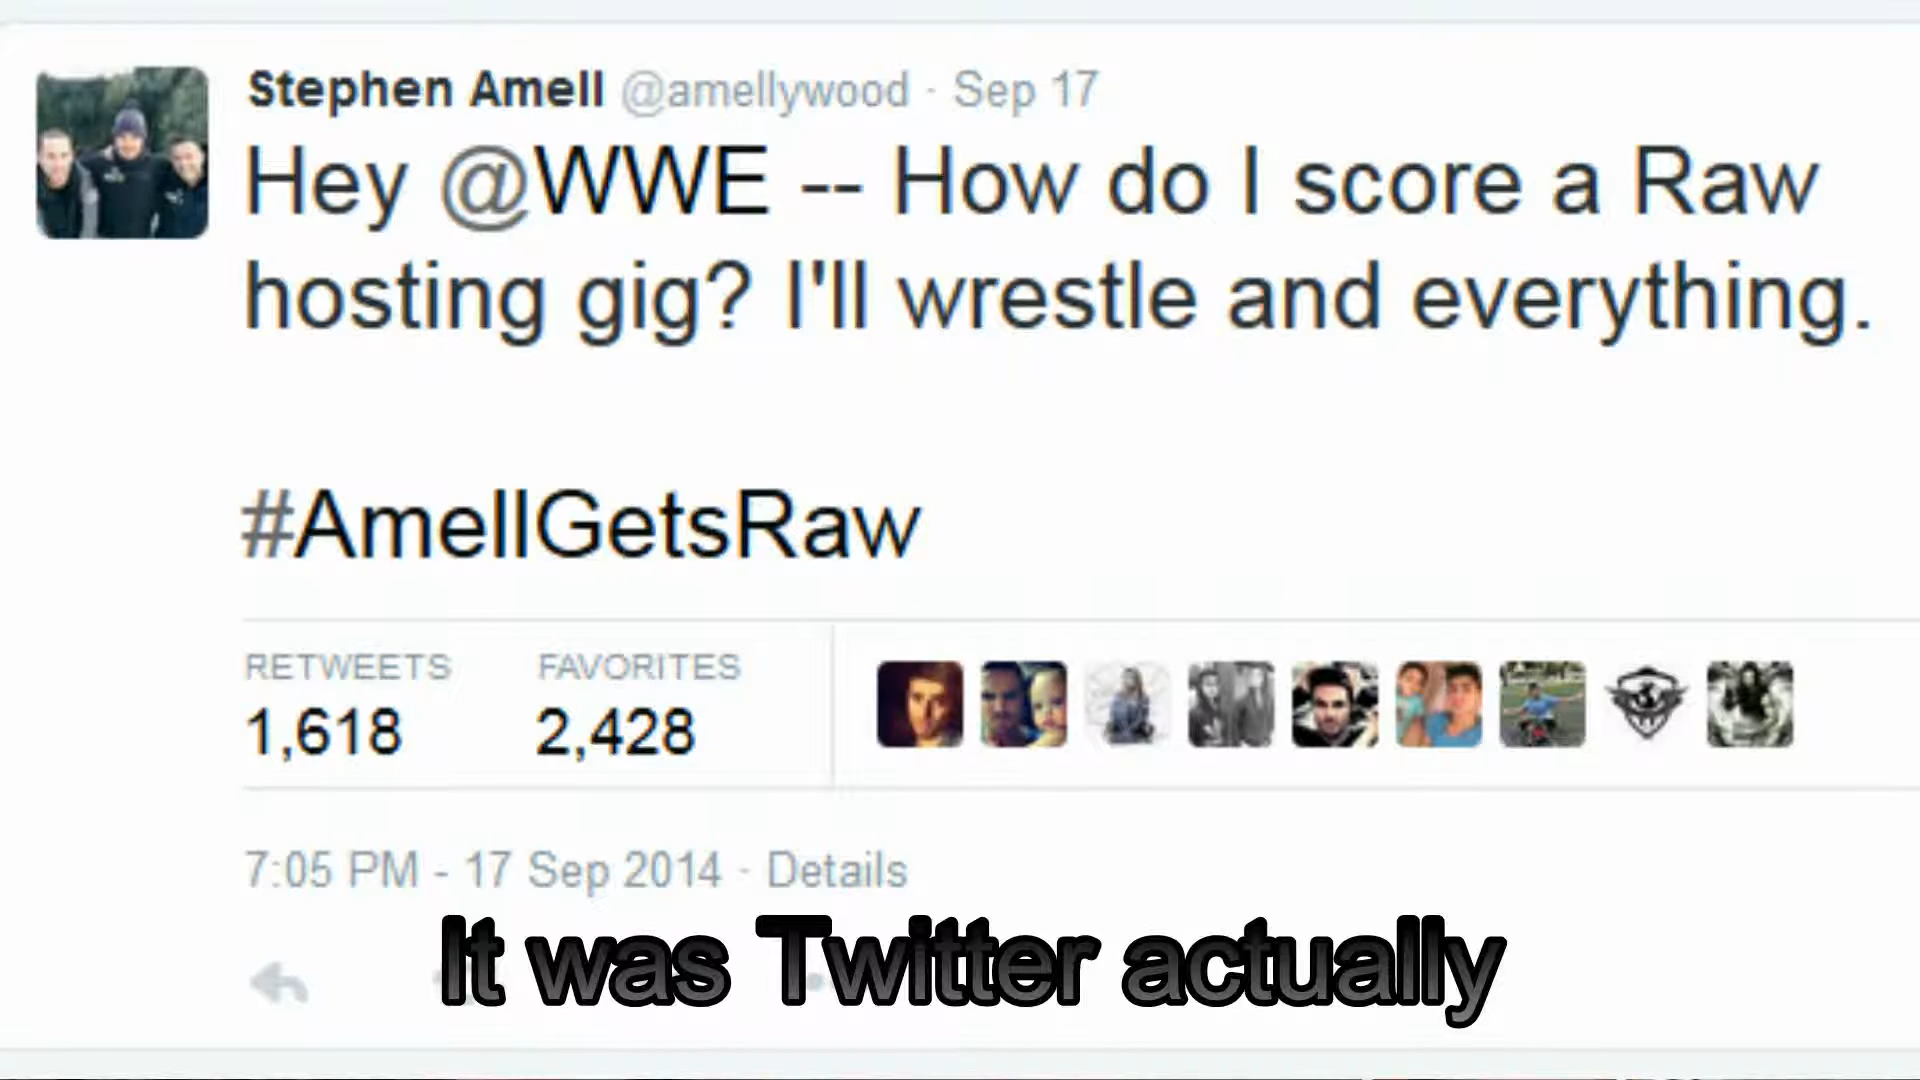 Stephen Amell @amellywood · Sep 17
Hey @WWE -- How do I score a Raw
hosting gig? I'll wrestle and everything.
#AmellGetsRaw
RETWEETS FAVORITES
1,618 2,428
7:05 PM - 17 Sep 2014 · Details
It was Twitter actually